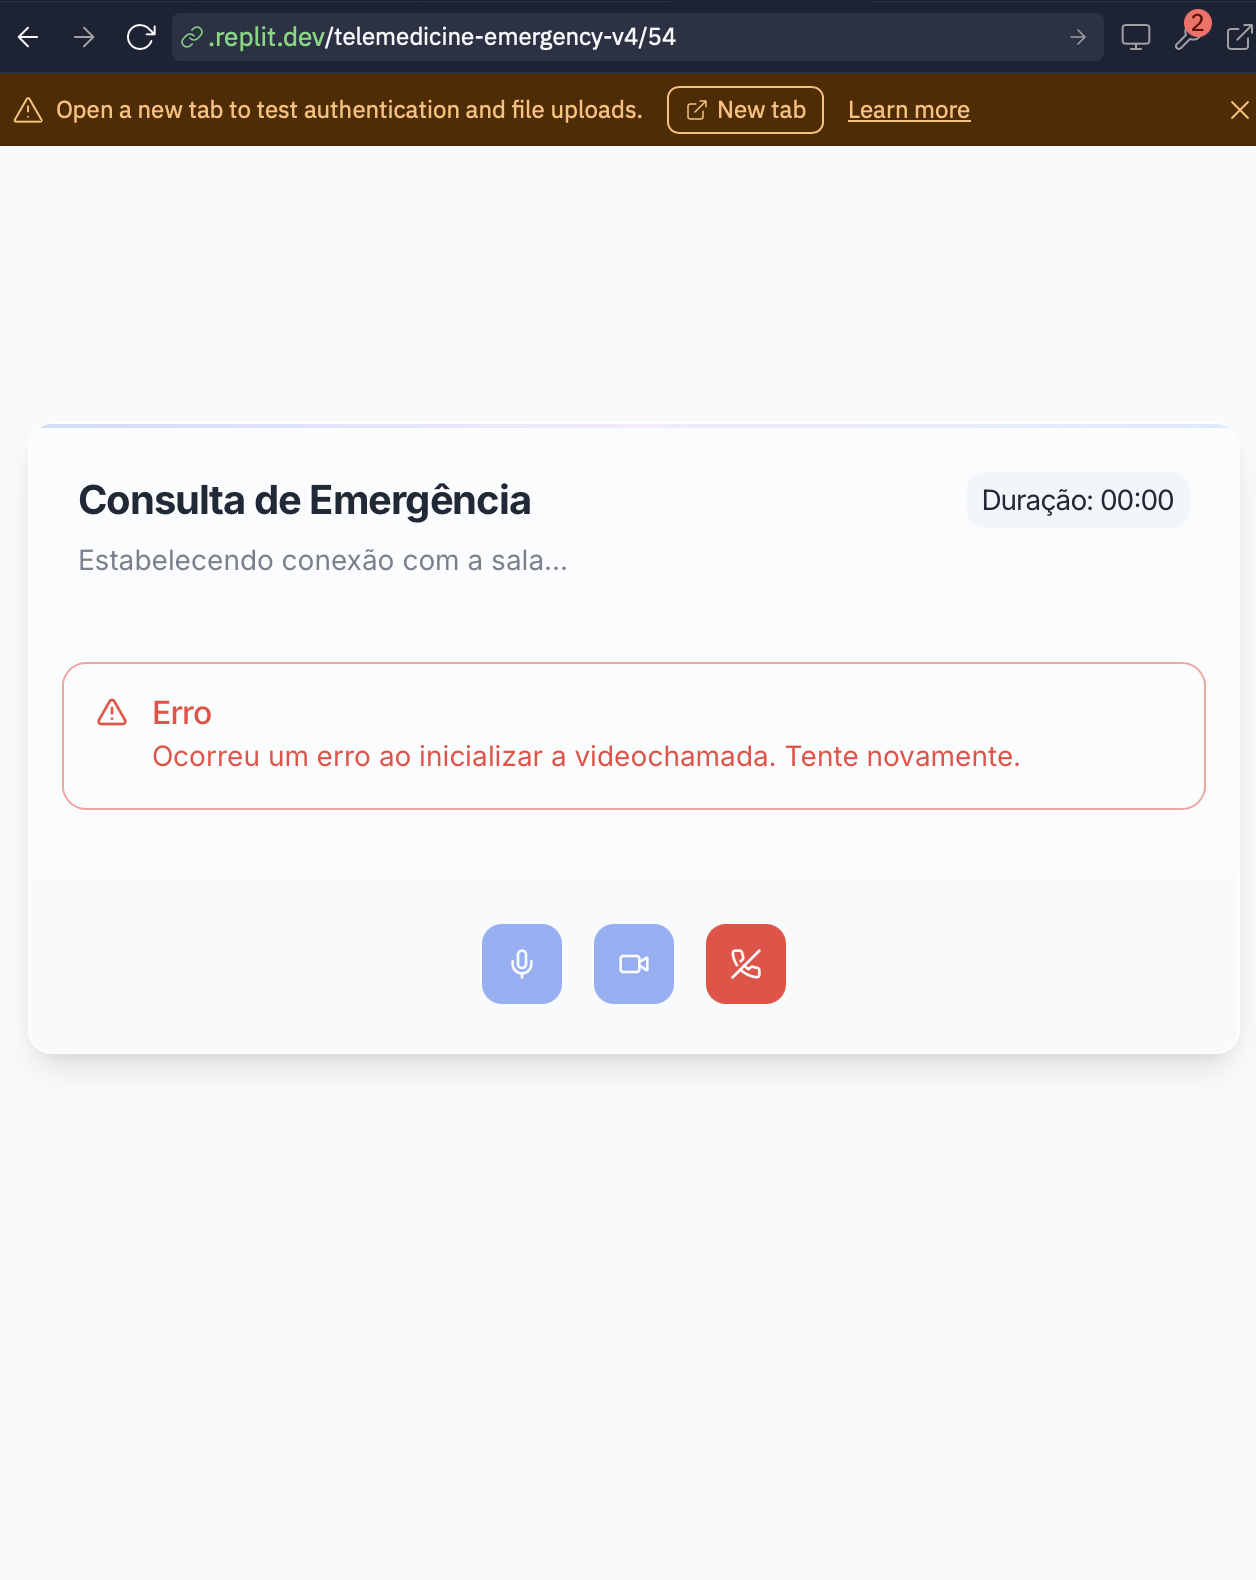 .replit.dev/telemedicine-emergency-v4/54
2
Open a new tab to test authentication and file uploads. New tab Learn more
Consulta de Emergência
Duração: 00:00
Estabelecendo conexão com a sala...
Erro
Ocorreu um erro ao inicializar a videochamada. Tente novamente.